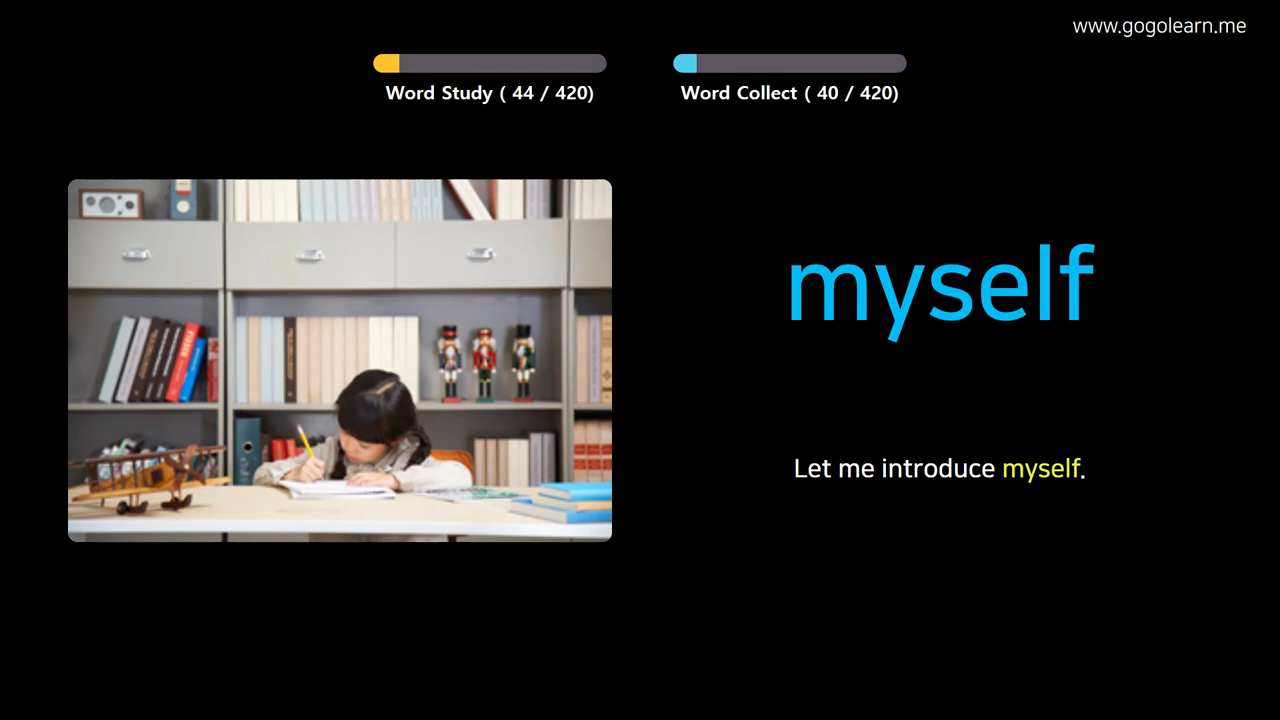 www.gogolearn.me
Word Study ( 44 / 420)
Word Collect ( 40 / 420)
myself
Let me introduce myself.